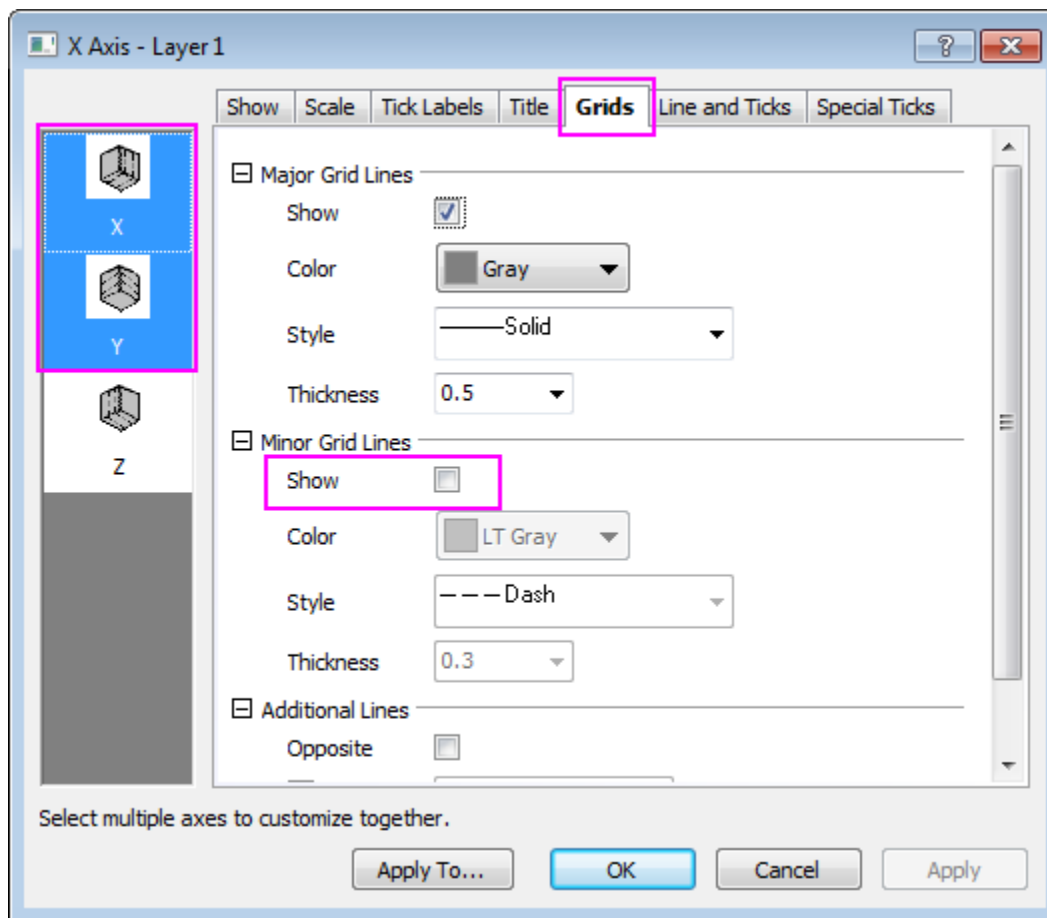 X Axis - Layer 1
Show Scale Tick Labels Title Grids Line and Ticks Special Ticks
X
Y
Z
Major Grid Lines
Show
Color Gray
Style Solid
Thickness 0.5
Minor Grid Lines
Show
Color LT Gray
Style Dash
Thickness 0.3
Additional Lines
Opposite
Select multiple axes to customize together.
Apply To... OK Cancel Apply